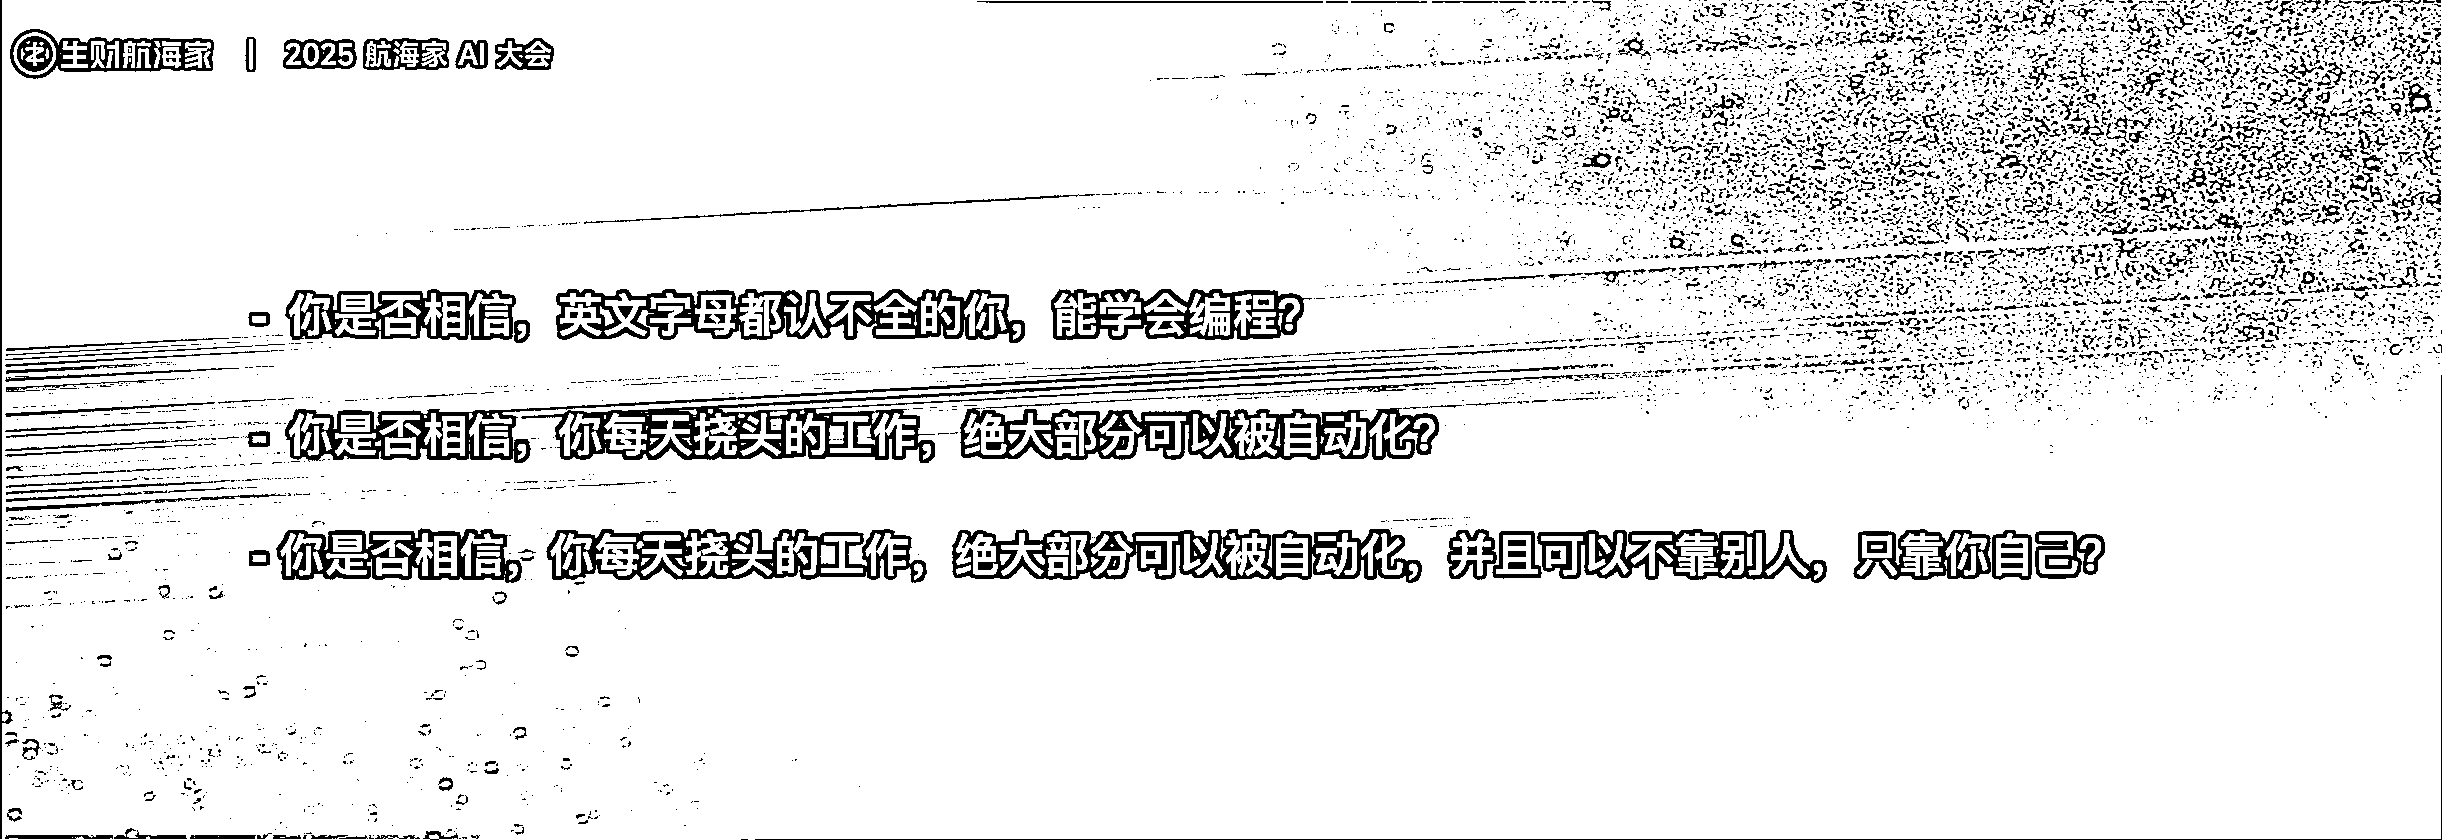 生财航海家 | 2025 航海家 AI 大会
- 你是否相信，英文字母都认不全的你，能学会编程？
- 你是否相信，你每天挠头的工作，绝大部分可以被自动化？
- 你是否相信，你每天挠头的工作，绝大部分可以被自动化，并且可以不靠别人，只靠你自己？